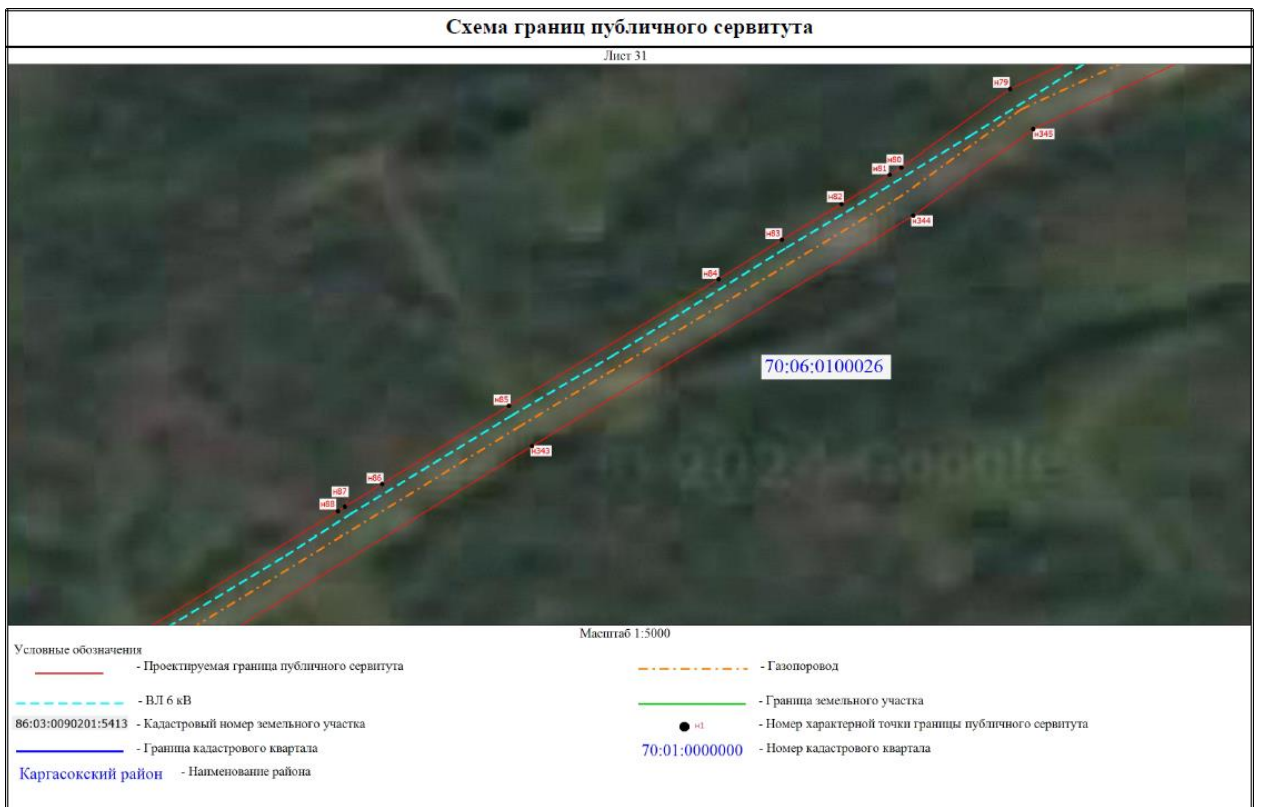 Схема границ публичного сервитута
Лист 31
н79
н345
н80
н81
н82
н344
н83
н84
70:06:0100026
н85
н343
н86
н87
н88
Масштаб 1:5000
Условные обозначения
- Проектируемая граница публичного сервитута
- Газопоровод
- ВЛ 6 кВ
- Граница земельного участка
86:03:0090201:5413 - Кадастровый номер земельного участка
н1 - Номер характерной точки границы публичного сервитута
- Граница кадастрового квартала
70:01:0000000 - Номер кадастрового квартала
Каргасокский район - Наименование района